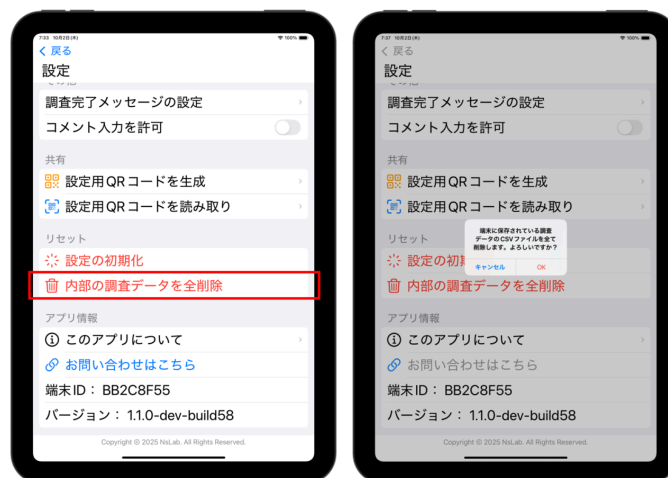 7:33 10月2日(木)
100%
戻る
設定
その他
調査完了メッセージの設定
コメント入力を許可
共有
設定用QRコードを生成
設定用QRコードを読み取り
リセット
設定の初期化
内部の調査データを全削除
アプリ情報
このアプリについて
お問い合わせはこちら
端末ID： BB2C8F55
バージョン： 1.1.0-dev-build58
Copyright © 2025 NsLab. All Rights Reserved.
7:37 10月2日(木)
100%
戻る
設定
その他
調査完了メッセージの設定
コメント入力を許可
共有
設定用QRコードを生成
設定用QRコードを読み取り
リセット
設定の初期
端末に保存されている調査
データのCSVファイルを全て
削除します。よろしいですか？
キャンセル
OK
内部の調査データを全削除
アプリ情報
このアプリについて
お問い合わせはこちら
端末ID： BB2C8F55
バージョン： 1.1.0-dev-build58
Copyright © 2025 NsLab. All Rights Reserved.